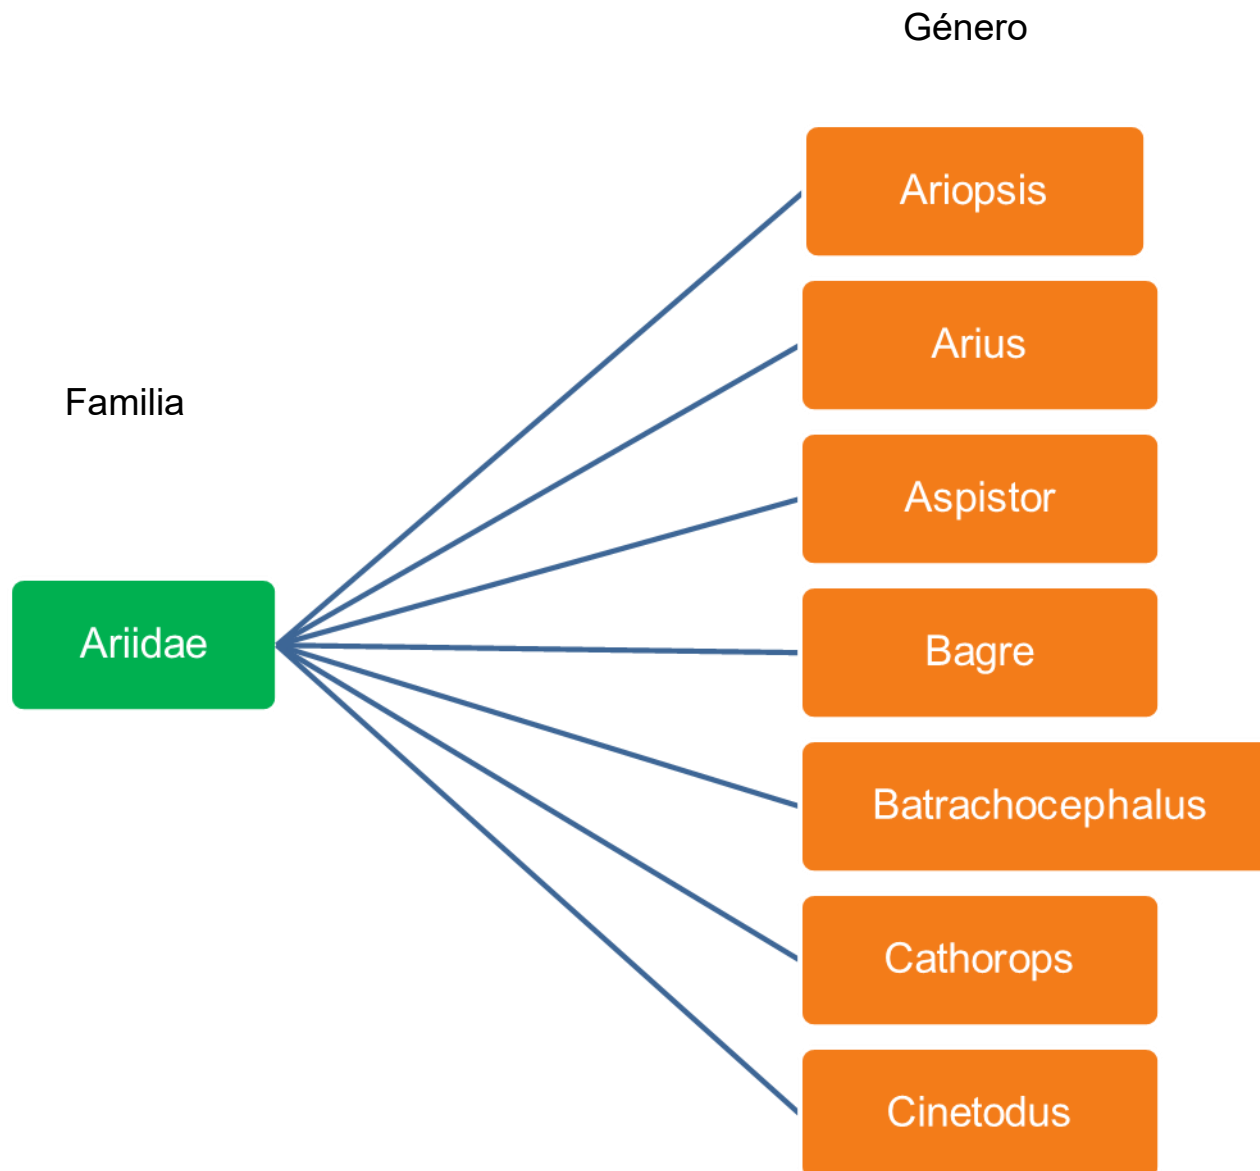 Género
Familia
Ariidae
Ariopsis
Arius
Aspistor
Bagre
Batrachocephalus
Cathorops
Cinetodus